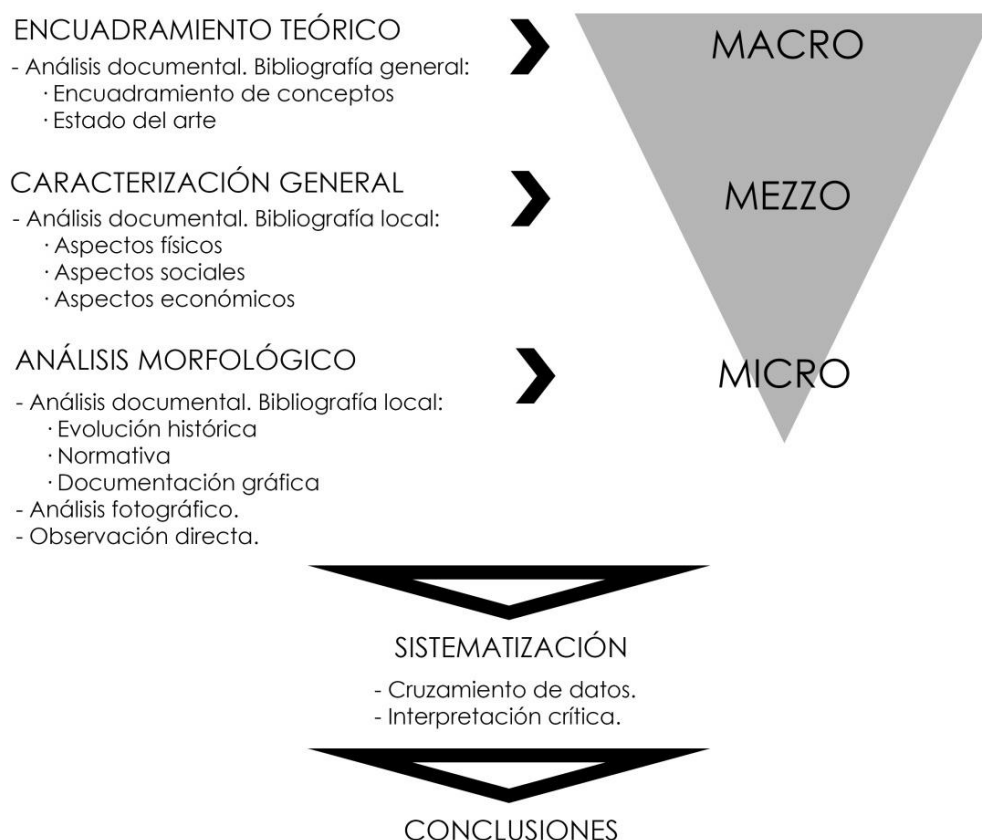 ENCUADRAMIENTO TEÓRICO
- Análisis documental. Bibliografía general:
· Encuadramiento de conceptos
· Estado del arte
MACRO
CARACTERIZACIÓN GENERAL
- Análisis documental. Bibliografía local:
· Aspectos físicos
· Aspectos sociales
· Aspectos económicos
MEZZO
ANÁLISIS MORFOLÓGICO
- Análisis documental. Bibliografía local:
· Evolución histórica
· Normativa
· Documentación gráfica
- Análisis fotográfico.
- Observación directa.
MICRO
SISTEMATIZACIÓN
- Cruzamiento de datos.
- Interpretación crítica.
CONCLUSIONES